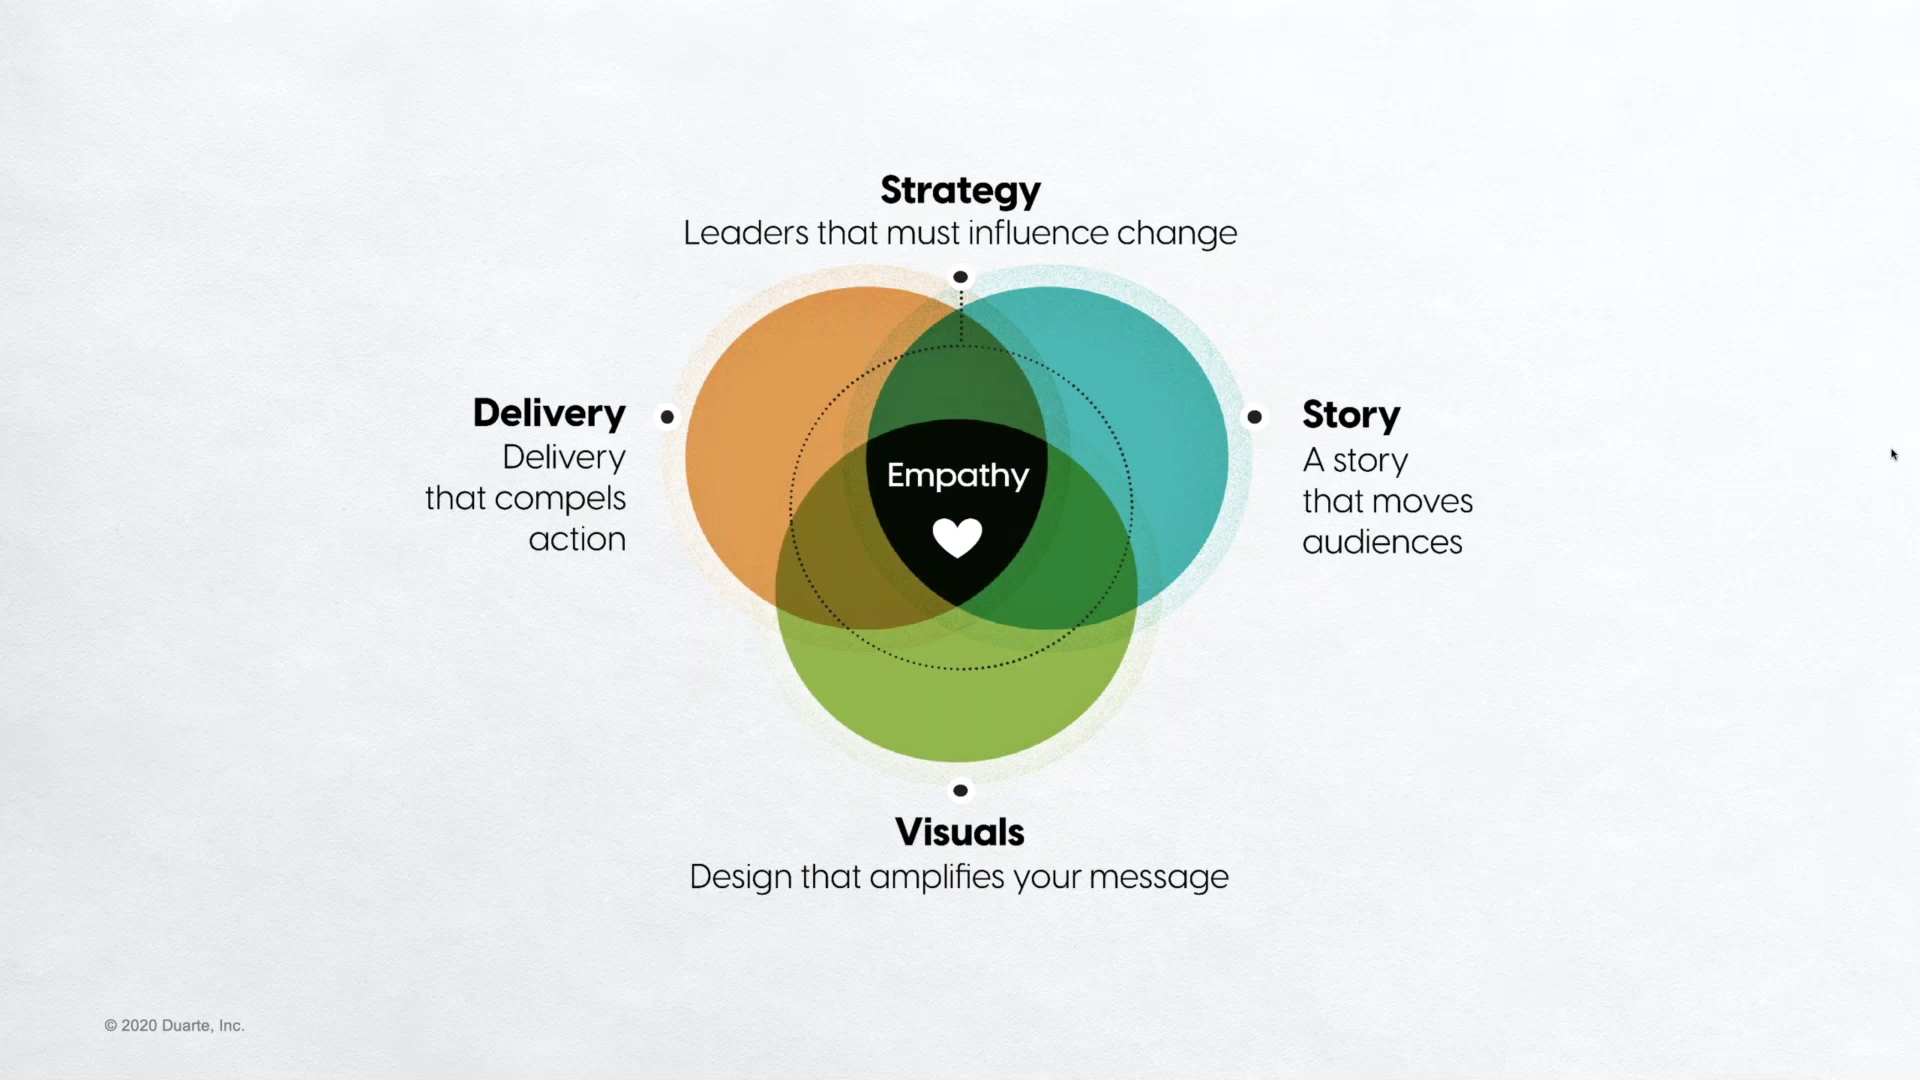 Strategy
Leaders that must influence change
Delivery
Delivery
that compels
action
Empathy
Story
A story
that moves
audiences
Visuals
Design that amplifies your message
© 2020 Duarte, Inc.